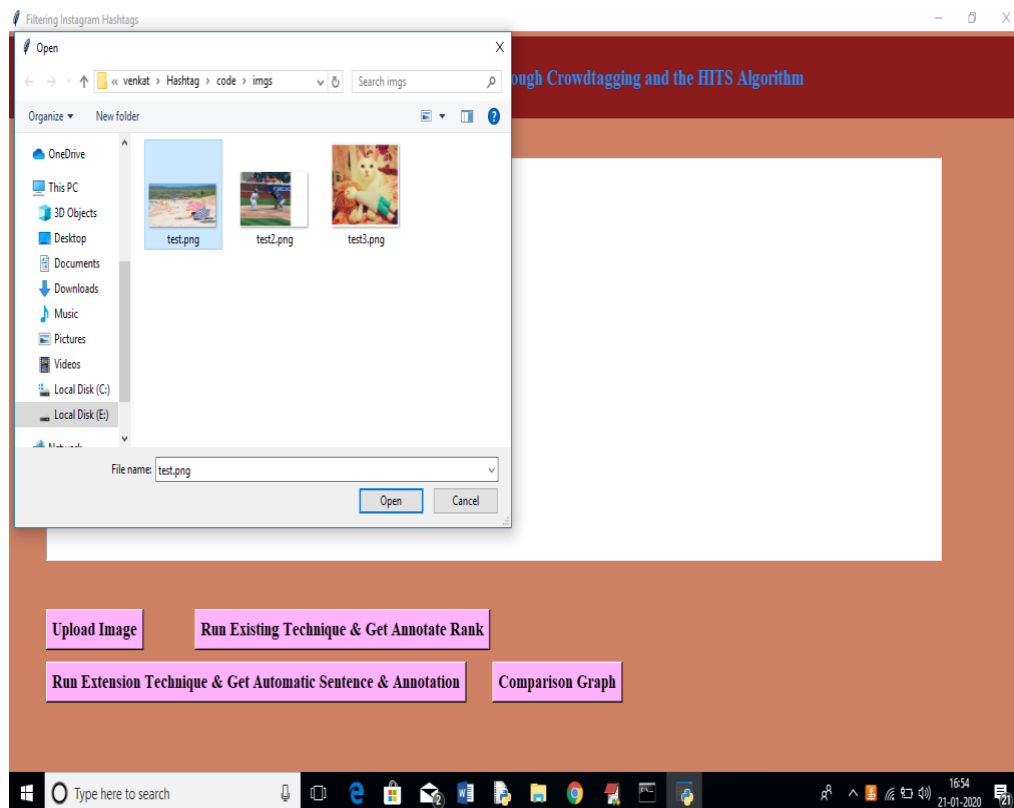 Filtering Instagram Hashtags
Open
ough Crowdtagging and the HITS Algorithm
« venkat › Hashtag › code › imgs
Search imgs
Organize
New folder
OneDrive
This PC
3D Objects
Desktop
Documents
Downloads
Music
Pictures
Videos
Local Disk (C:)
Local Disk (E:)
Network
test.png
test2.png
test3.png
File name: test.png
Open
Cancel
Upload Image
Run Existing Technique & Get Annotate Rank
Run Extension Technique & Get Automatic Sentence & Annotation
Comparison Graph
Type here to search
16:54
21-01-2020
21